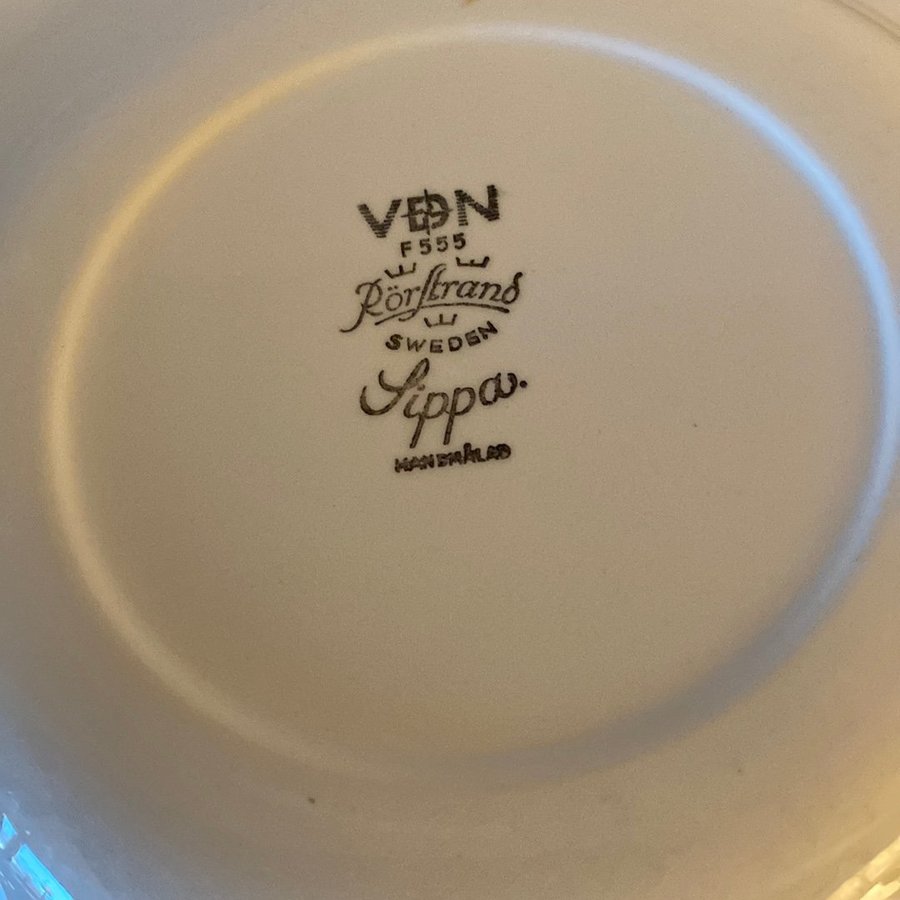 VDN
F555
Rörstrand
SWEDEN
Sippa.
HANDMÅLAD